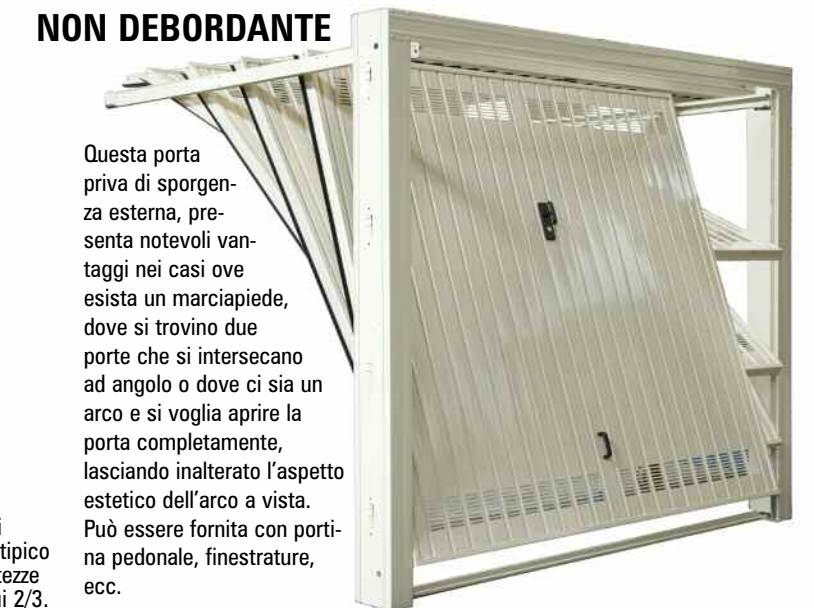 NON DEBORDANTE
Questa porta
priva di sporgen-
za esterna, pre-
senta notevoli van-
taggi nei casi ove
esista un marciapiede,
dove si trovino due
porte che si intersecano
ad angolo o dove ci sia un
arco e si voglia aprire la
porta completamente,
lasciando inalterato l'aspetto
estetico dell'arco a vista.
Può essere fornita con porti-
na pedonale, finestrature,
ecc.
tipico
2/3.